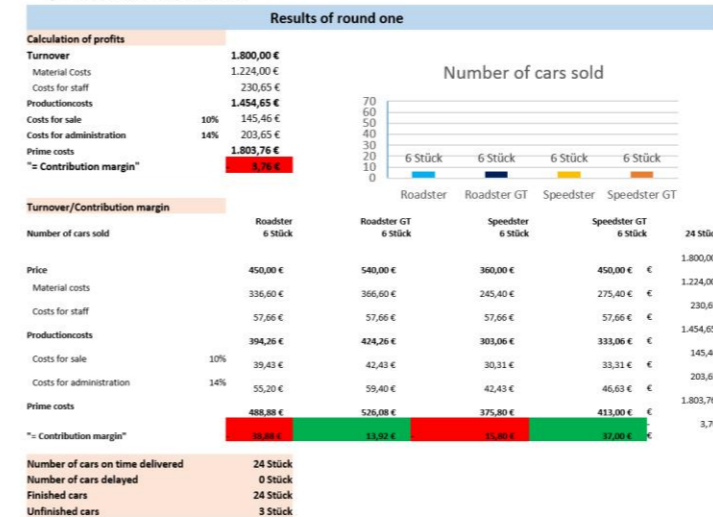 Results of round one
Calculation of profits
Turnover 1.800,00 €
Material Costs 1.224,00 €
Costs for staff 230,65 €
Productioncosts 1.454,65 €
Costs for sale 10% 145,46 €
Costs for administration 14% 203,65 €
Prime costs 1.803,76 €
"= Contribution margin" - 3,76 €
Number of cars sold
70
60
50
40
30
20
10
0
6 Stück 6 Stück 6 Stück 6 Stück
Roadster Roadster GT Speedster Speedster GT
Turnover/Contribution margin
Roadster Roadster GT Speedster Speedster GT
Number of cars sold 6 Stück 6 Stück 6 Stück 6 Stück 24 Stüc
1.800,00
Price 450,00 € 540,00 € 360,00 € 450,00 € €
1.224,00
Material costs 336,60 € 366,60 € 245,40 € 275,40 € €
230,6
Costs for staff 57,66 € 57,66 € 57,66 € 57,66 € €
1.454,65
Productioncosts 394,26 € 424,26 € 303,06 € 333,06 € €
145,4
Costs for sale 10% 39,43 € 42,43 € 30,31 € 33,31 € €
203,6
Costs for administration 14% 55,20 € 59,40 € 42,43 € 46,63 € €
1.803,76
Prime costs 488,88 € 526,08 € 375,80 € 413,00 € €
3,7
"= Contribution margin" - 38,88 € 13,92 € - 15,80 € 37,00 € €
Number of cars on time delivered 24 Stück
Number of cars delayed 0 Stück
Finished cars 24 Stück
Unfinished cars 3 Stück